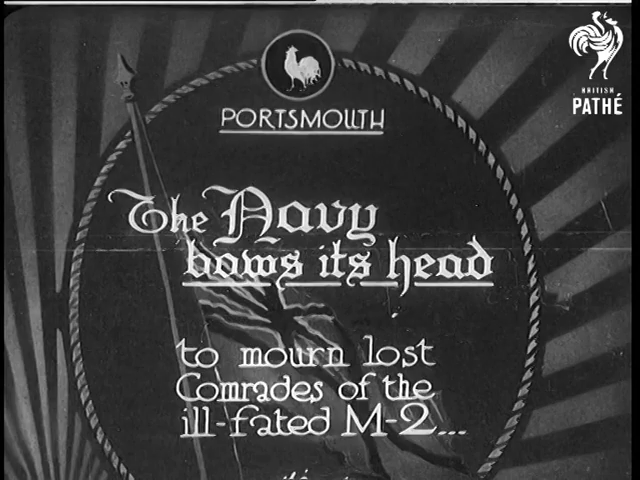 BRITISH
PATHÉ
PORTSMOUTH
The Navy
bows its head
to mourn lost
Comrades of the
ill-fated M-2...